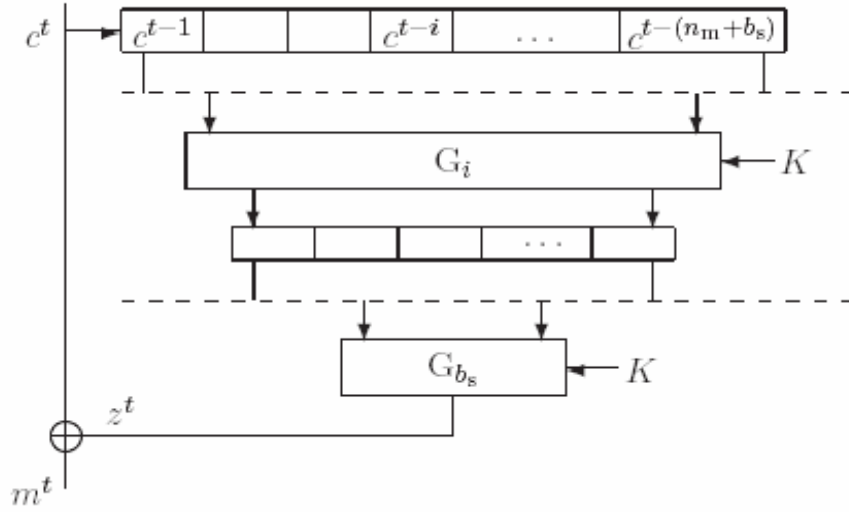 c^t c^{t-1} c^{t-i} ... c^{t-(n_m+b_s)}
G_i K
...
G_{b_s} K
z^t
m^t